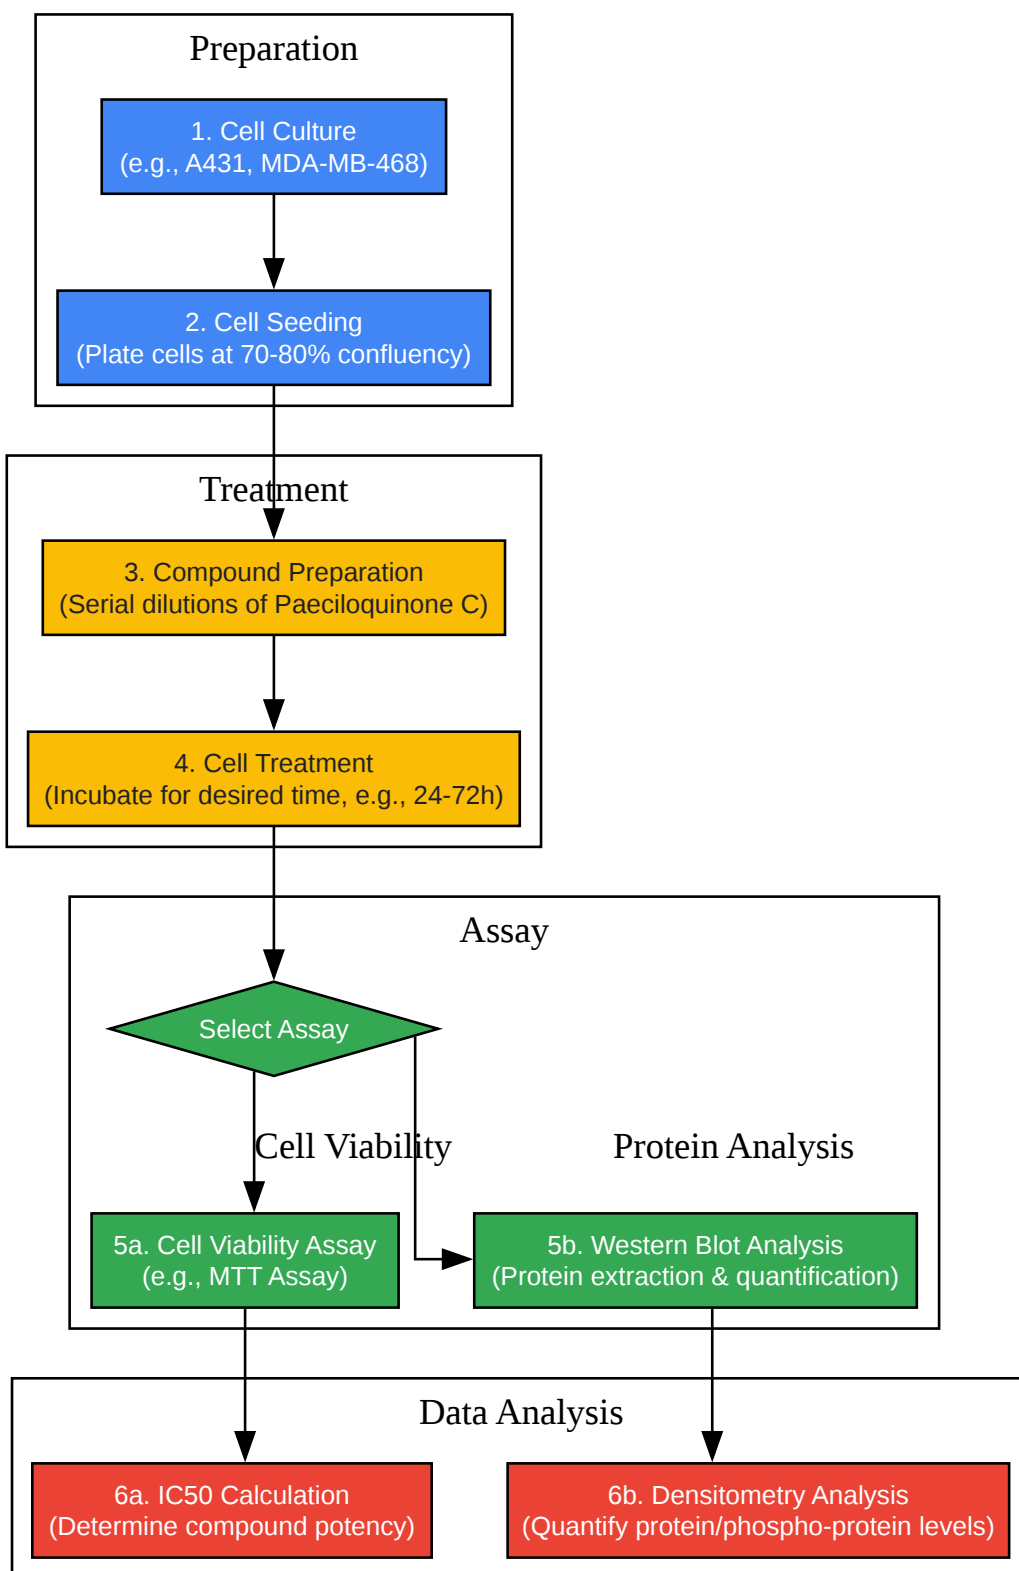 Preparation
1. Cell Culture
(e.g., A431, MDA-MB-468)
2. Cell Seeding
(Plate cells at 70-80% confluency)
Treatment
3. Compound Preparation
(Serial dilutions of Paeciloquinone C)
4. Cell Treatment
(Incubate for desired time, e.g., 24-72h)
Assay
Select Assay
Cell Viability
Protein Analysis
5a. Cell Viability Assay
(e.g., MTT Assay)
5b. Western Blot Analysis
(Protein extraction & quantification)
Data Analysis
6a. IC50 Calculation
(Determine compound potency)
6b. Densitometry Analysis
(Quantify protein/phospho-protein levels)